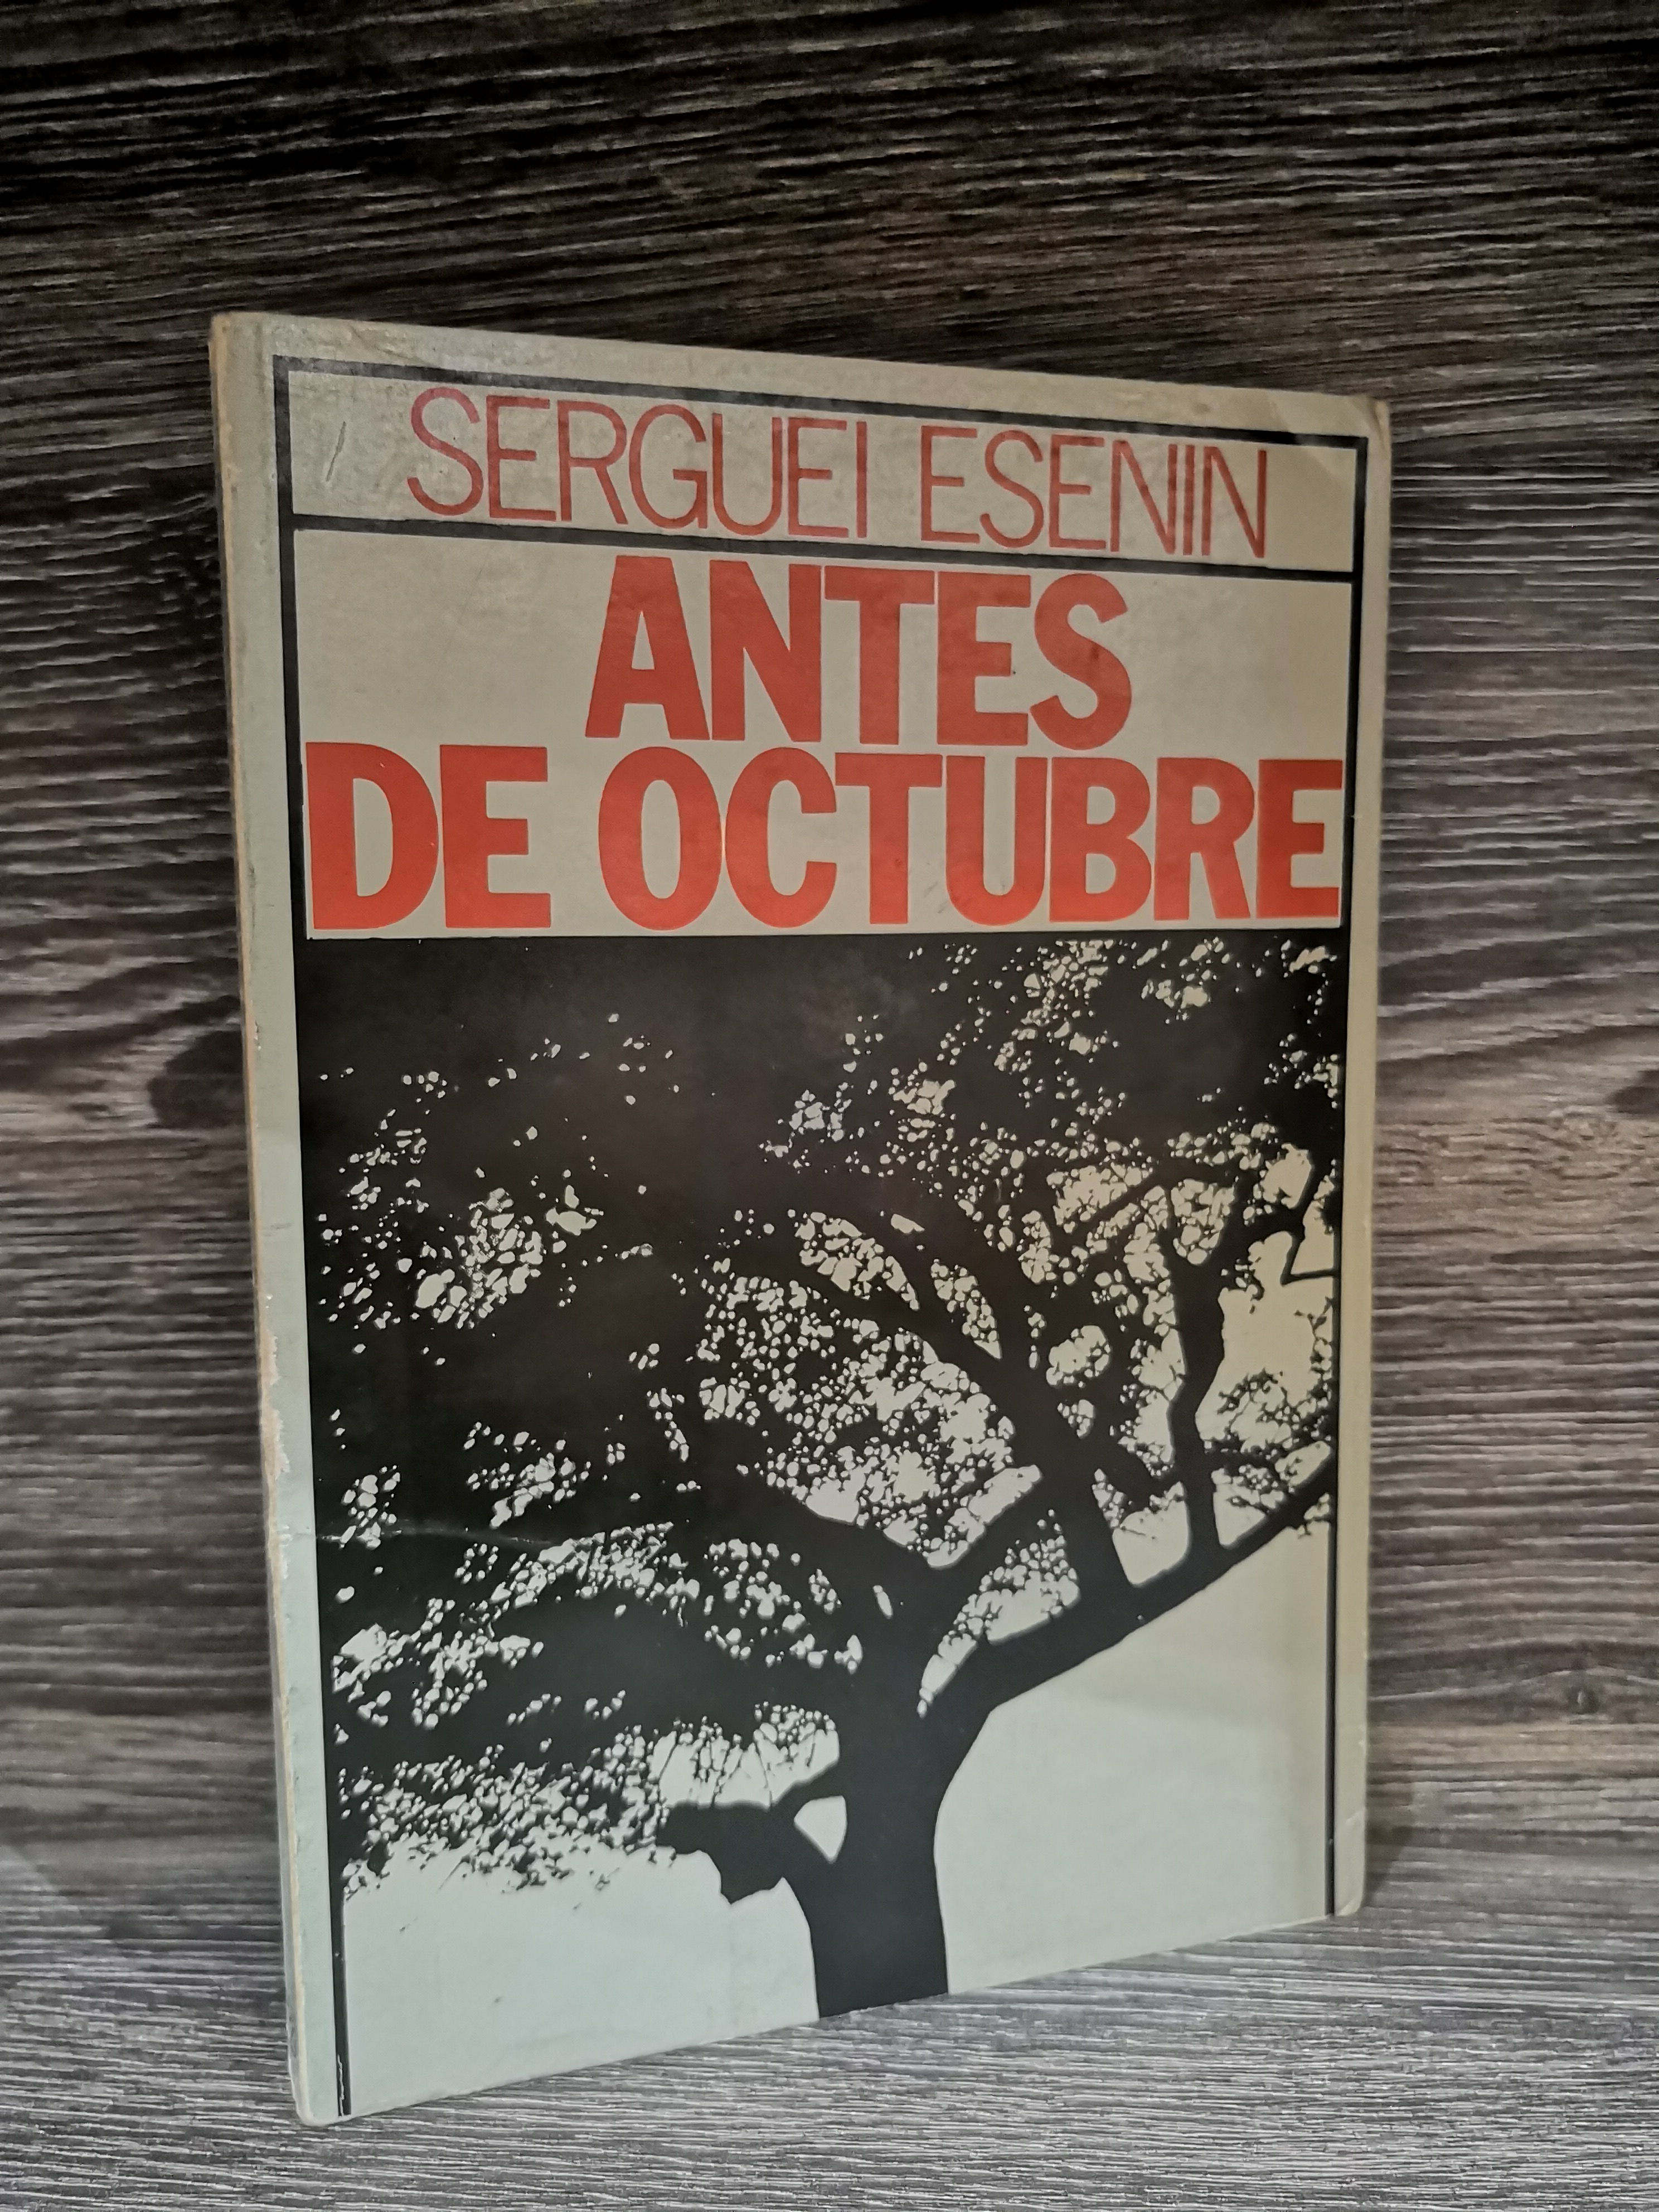 SERGUEI ESENIN
ANTES
DE OCTUBRE